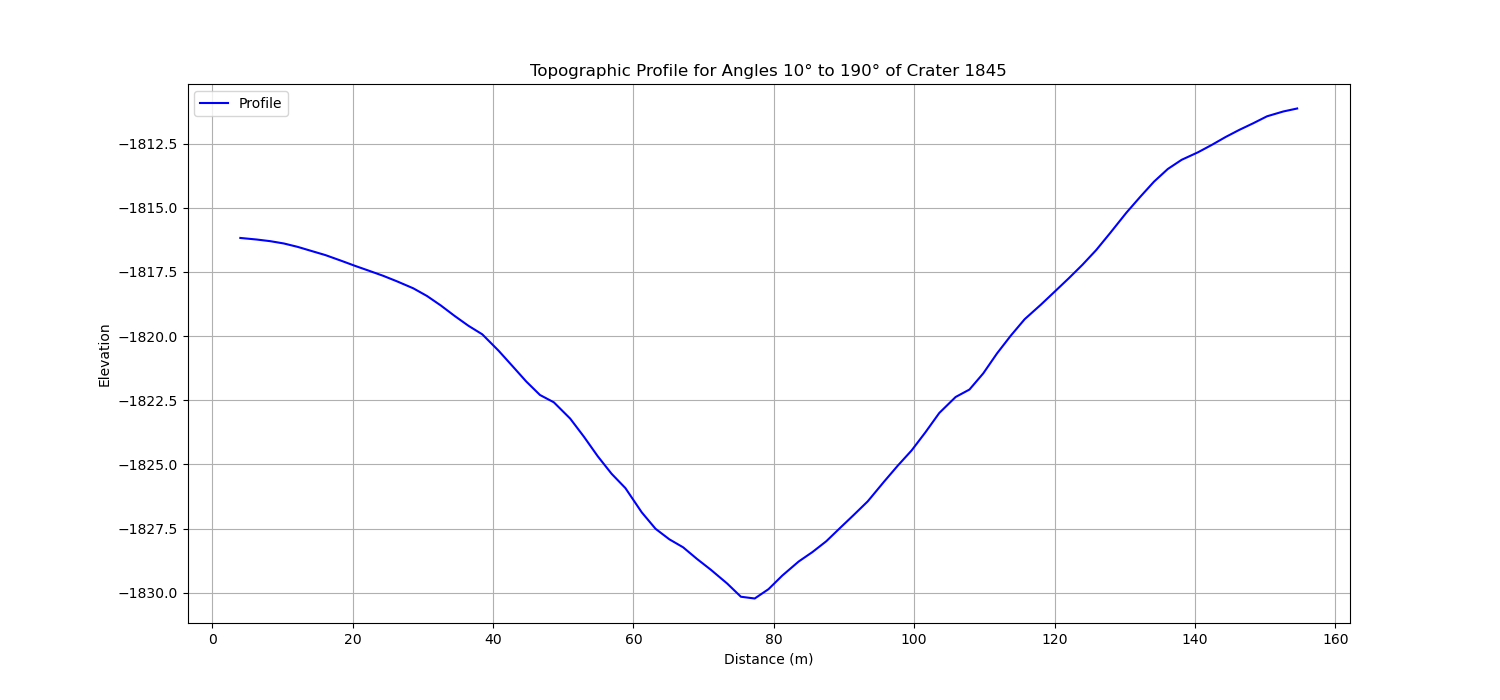 Topographic Profile for Angles 10° to 190° of Crater 1845
Profile
−1812.5
−1815.0
−1817.5
−1820.0
−1822.5
−1825.0
−1827.5
−1830.0
Elevation
0 20 40 60 80 100 120 140 160
Distance (m)